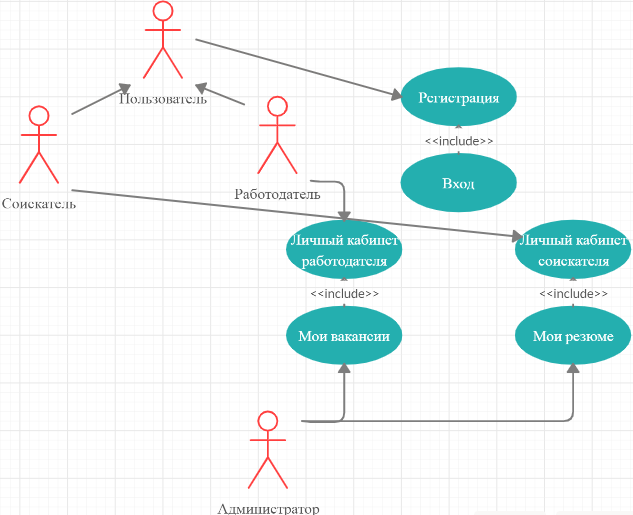 Пользователь
Регистрация
<<include>>
Вход
Соискатель
Работодатель
Личный кабинет
работодателя
Личный кабинет
соискателя
<<include>>
<<include>>
Мои вакансии
Мои резюме
Администратор